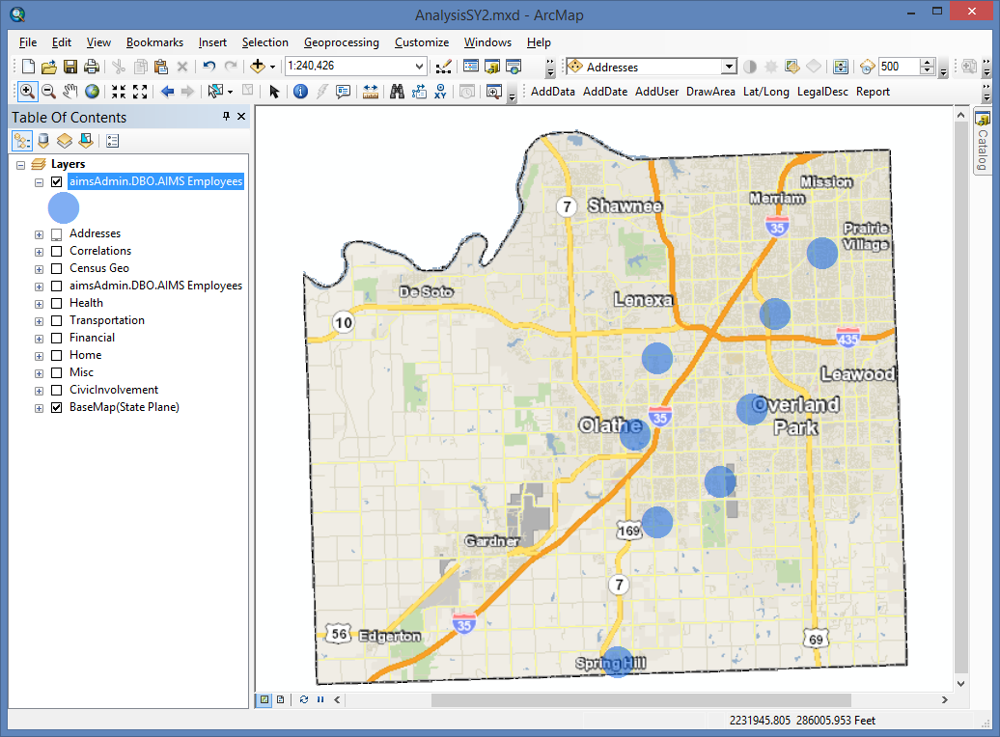 AnalysisSY2.mxd - ArcMap
File Edit View Bookmarks Insert Selection Geoprocessing Customize Windows Help
1:240,426 Addresses 500
AddData AddDate AddUser DrawArea Lat/Long LegalDesc Report
Table Of Contents
Catalog
Layers
aimsAdmin.DBO.AIMS Employees
Addresses
Correlations
Census Geo
aimsAdmin.DBO.AIMS Employees
Health
Transportation
Financial
Home
Misc
CivicInvolvement
BaseMap(State Plane)
Mission
Merriam
7 Shawnee
35
Prairie
Village
De Soto
Lenexa
10
435
Leawood
Overland
Park
Olathe
35
169
Gardner
7
35
56 Edgerton
69
Spring Hill
2231945.805 286005.953 Feet